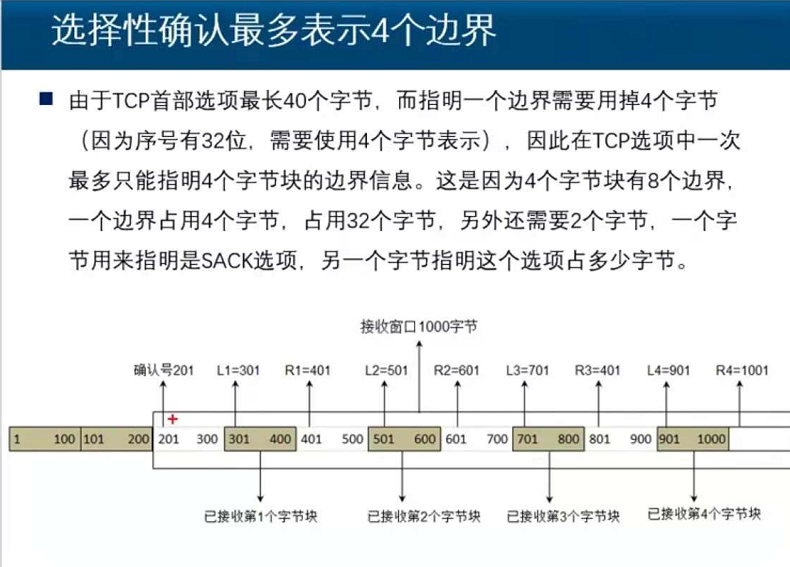 选择性确认最多表示4个边界
由于TCP首部选项最长40个字节，而指明一个边界需要用掉4个字节
（因为序号有32位，需要使用4个字节表示），因此在TCP选项中一次
最多只能指明4个字节块的边界信息。这是因为4个字节块有8个边界，
一个边界占用4个字节，占用32个字节，另外还需要2个字节，一个字
节用来指明是SACK选项，另一个字节指明这个选项占多少字节。
接收窗口1000字节
确认号201 L1=301 R1=401 L2=501 R2=601 L3=701 R3=401 L4=901 R4=1001
1 100 101 200 201 300 301 400 401 500 501 600 601 700 701 800 801 900 901 1000
已接收第1个字节块 已接收第2个字节块 已接收第3个字节块 已接收第4个字节块